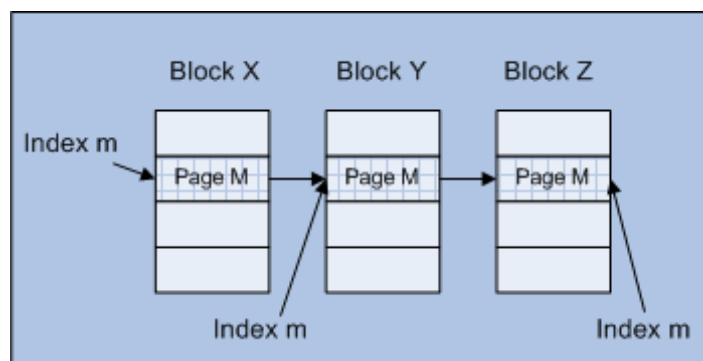 Block X Block Y Block Z
Index m
Page M Page M Page M
Index m Index m